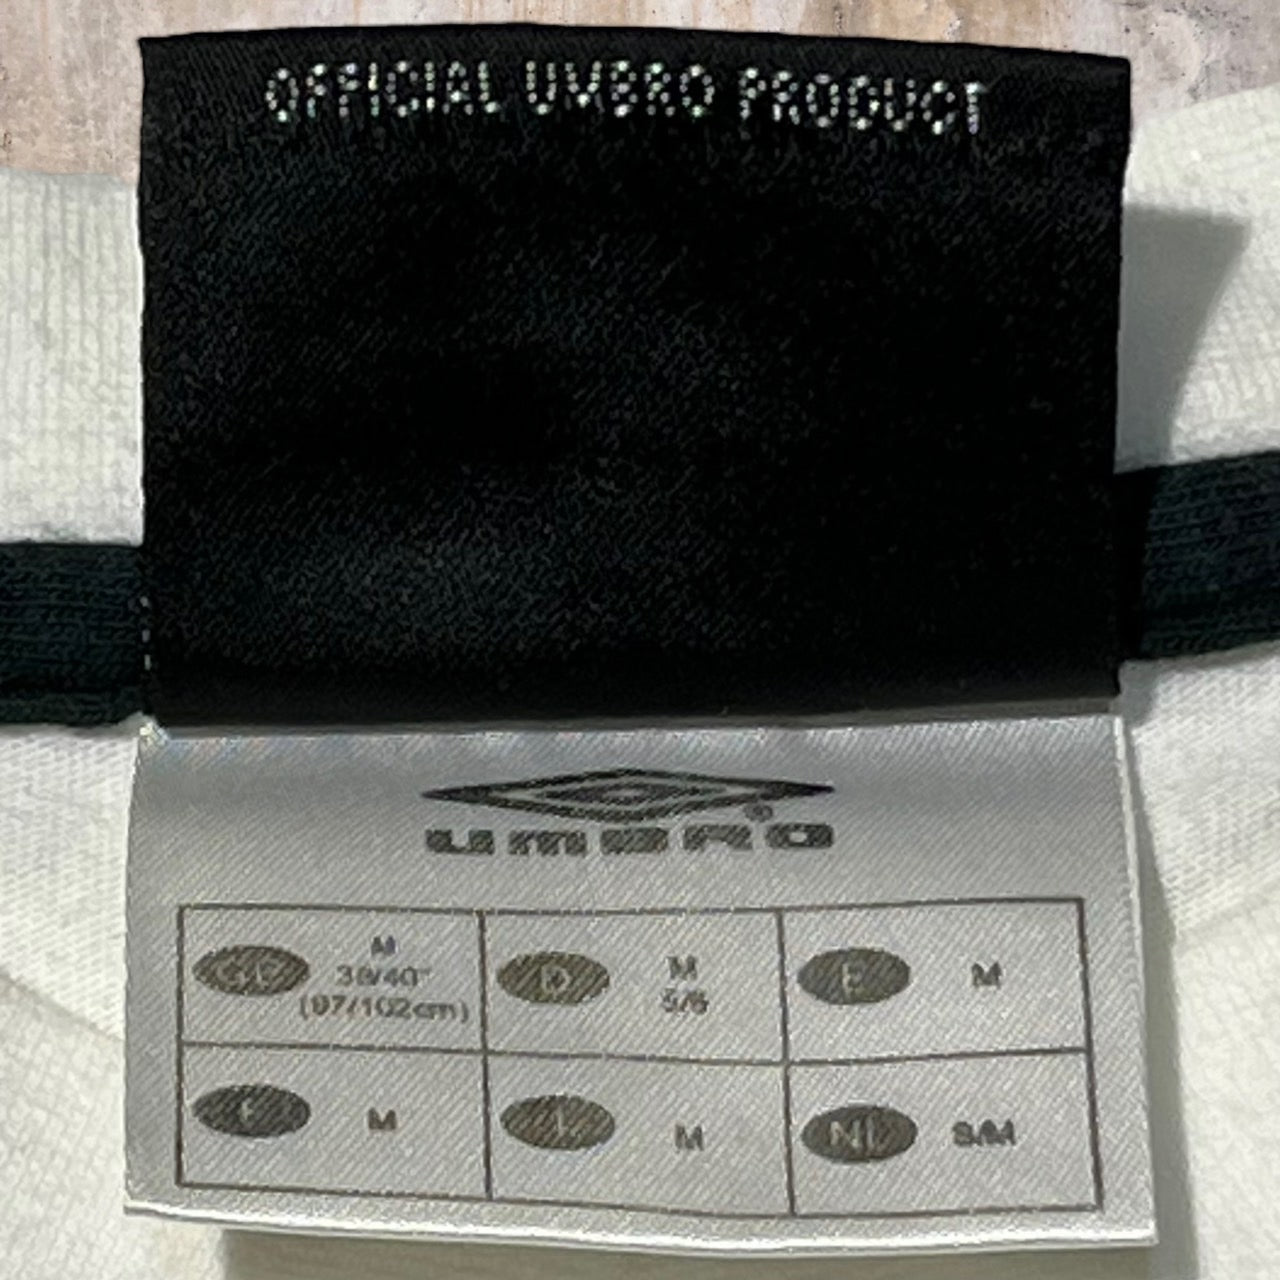 OFFICIAL UMBRO PRODUCT
UMBRO®
GB M
38/40"
(97/102cm)
D M
5/6
E M
F M
I M
NL S/M